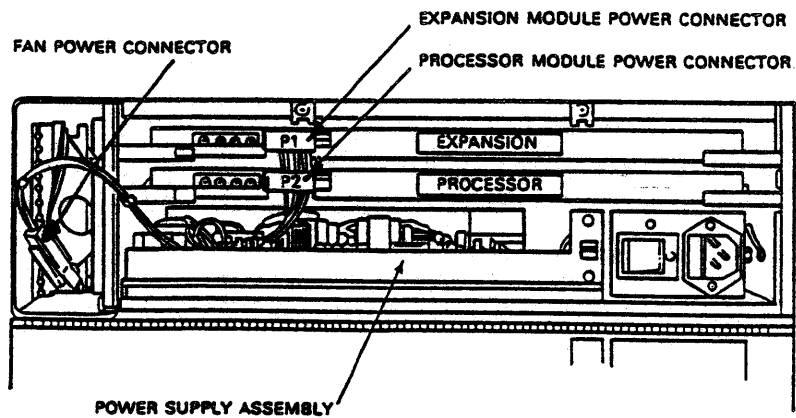 EXPANSION MODULE POWER CONNECTOR
FAN POWER CONNECTOR
PROCESSOR MODULE POWER CONNECTOR
P1
EXPANSION
P2
PROCESSOR
POWER SUPPLY ASSEMBLY